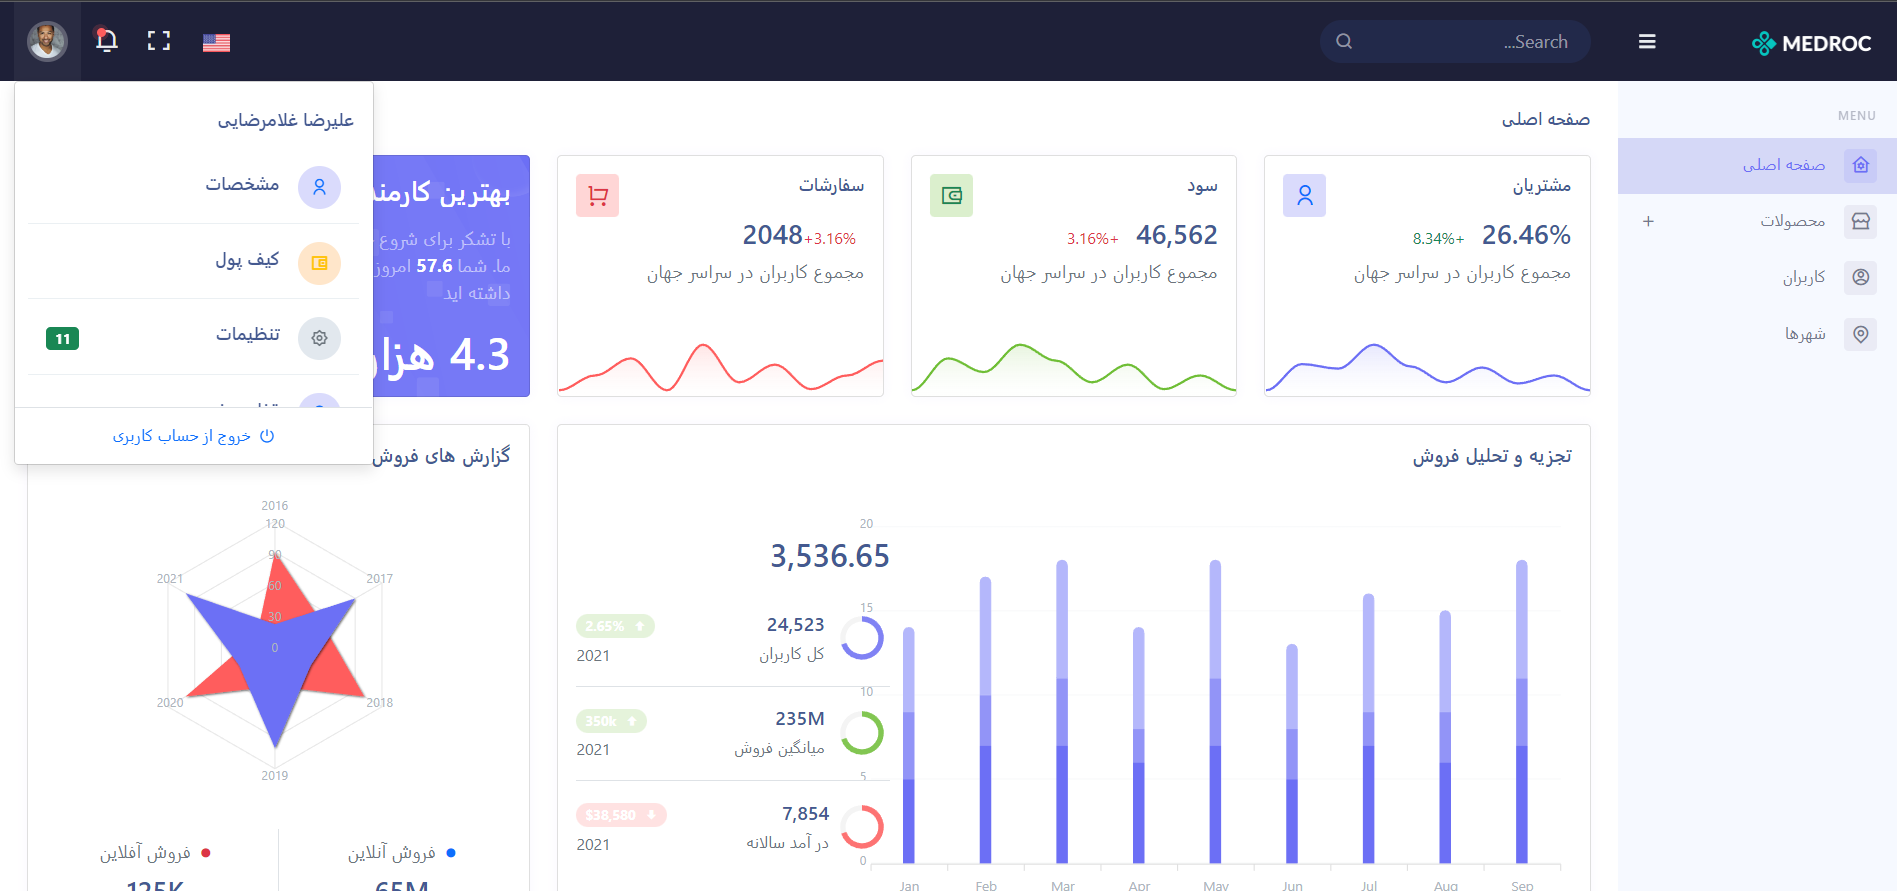 MEDROC
Search...
MENU
صفحه اصلی
محصولات
کاربران
شهرها
صفحه اصلی
مشتریان
26.46% 8.34%+
مجموع کاربران در سراسر جهان
سود
46,562 3.16%+
مجموع کاربران در سراسر جهان
سفارشات
2048 +3.16%
مجموع کاربران در سراسر جهان
بهترین کارمند
با تشکر برای شروع
ما. شما 57.6 امروز
داشته اید
4.3
علیرضا غلامرضایی
مشخصات
کیف پول
تنظیمات
11
خروج از حساب کاربری
تجزیه و تحلیل فروش
3,536.65
24,523
کل کاربران
2.65%
2021
235M
میانگین فروش
350k
2021
7,854
در آمد سالانه
$38,580
2021
20
15
10
5
0
Jan Feb Mar Apr May Jun Jul Aug Sep
گزارش های فروش
2016
120
90
60
30
0
2017
2018
2019
2020
2021
فروش آنلاین
65M
فروش آفلاین
125K